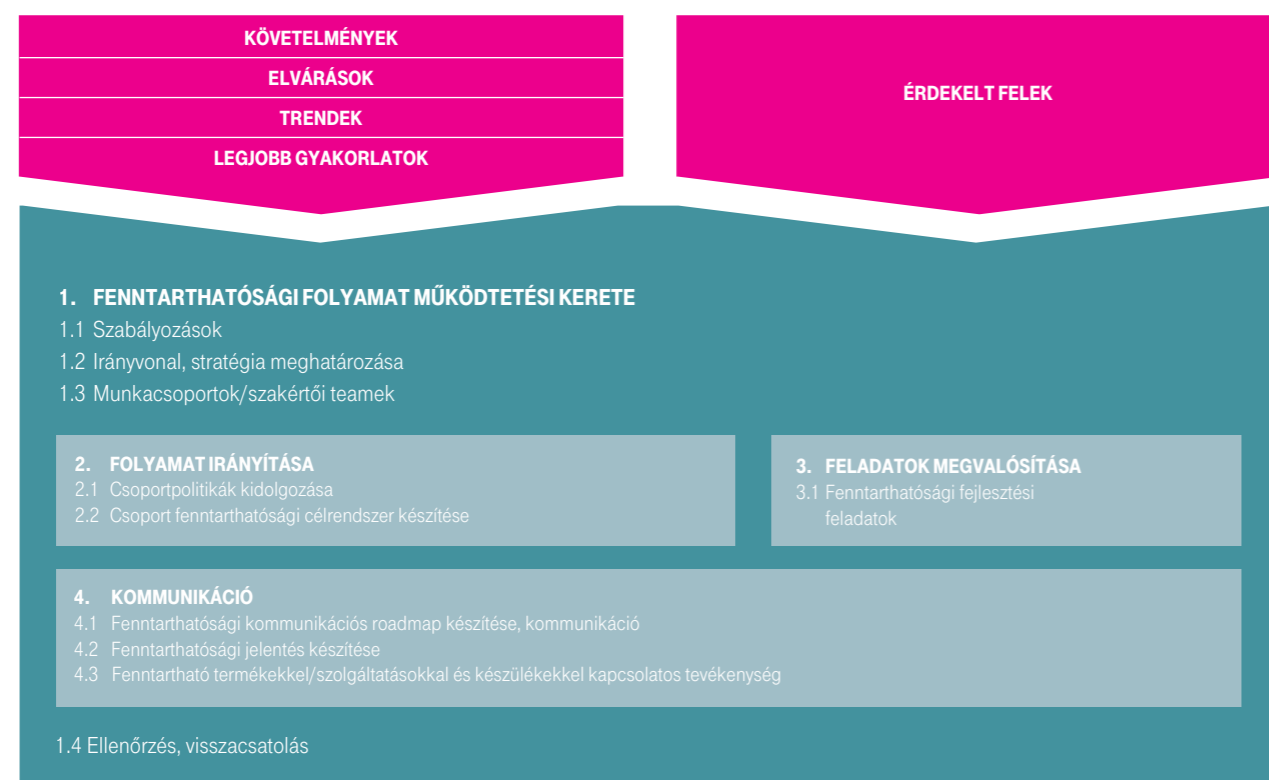 KÖVETELMÉNYEK
ELVÁRÁSOK
TRENDEK
LEGJOBB GYAKORLATOK
ÉRDEKELT FELEK
1. FENNTARTHATÓSÁGI FOLYAMAT MŰKÖDTETÉSI KERETE
1.1 Szabályozások
1.2 Irányvonal, stratégia meghatározása
1.3 Munkacsoportok/szakértői teamek
2. FOLYAMAT IRÁNYÍTÁSA
2.1 Csoportpolitikák kidolgozása
2.2 Csoport fenntarthatósági célrendszer készítése
3. FELADATOK MEGVALÓSÍTÁSA
3.1 Fenntarthatósági fejlesztési
feladatok
4. KOMMUNIKÁCIÓ
4.1 Fenntarthatósági kommunikációs roadmap készítése, kommunikáció
4.2 Fenntarthatósági jelentés készítése
4.3 Fenntartható termékekkel/szolgáltatásokkal és készülékekkel kapcsolatos tevékenység
1.4 Ellenőrzés, visszacsatolás